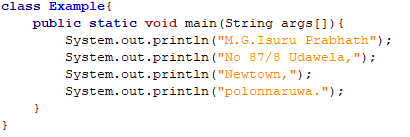 class Example{
    public static void main(String args[]){
        System.out.println("M.G.Isuru Prabhath");
        System.out.println("No 87/8 Udawela,");
        System.out.println("Newtown,");
        System.out.println("polonnaruwa.");
    }
}